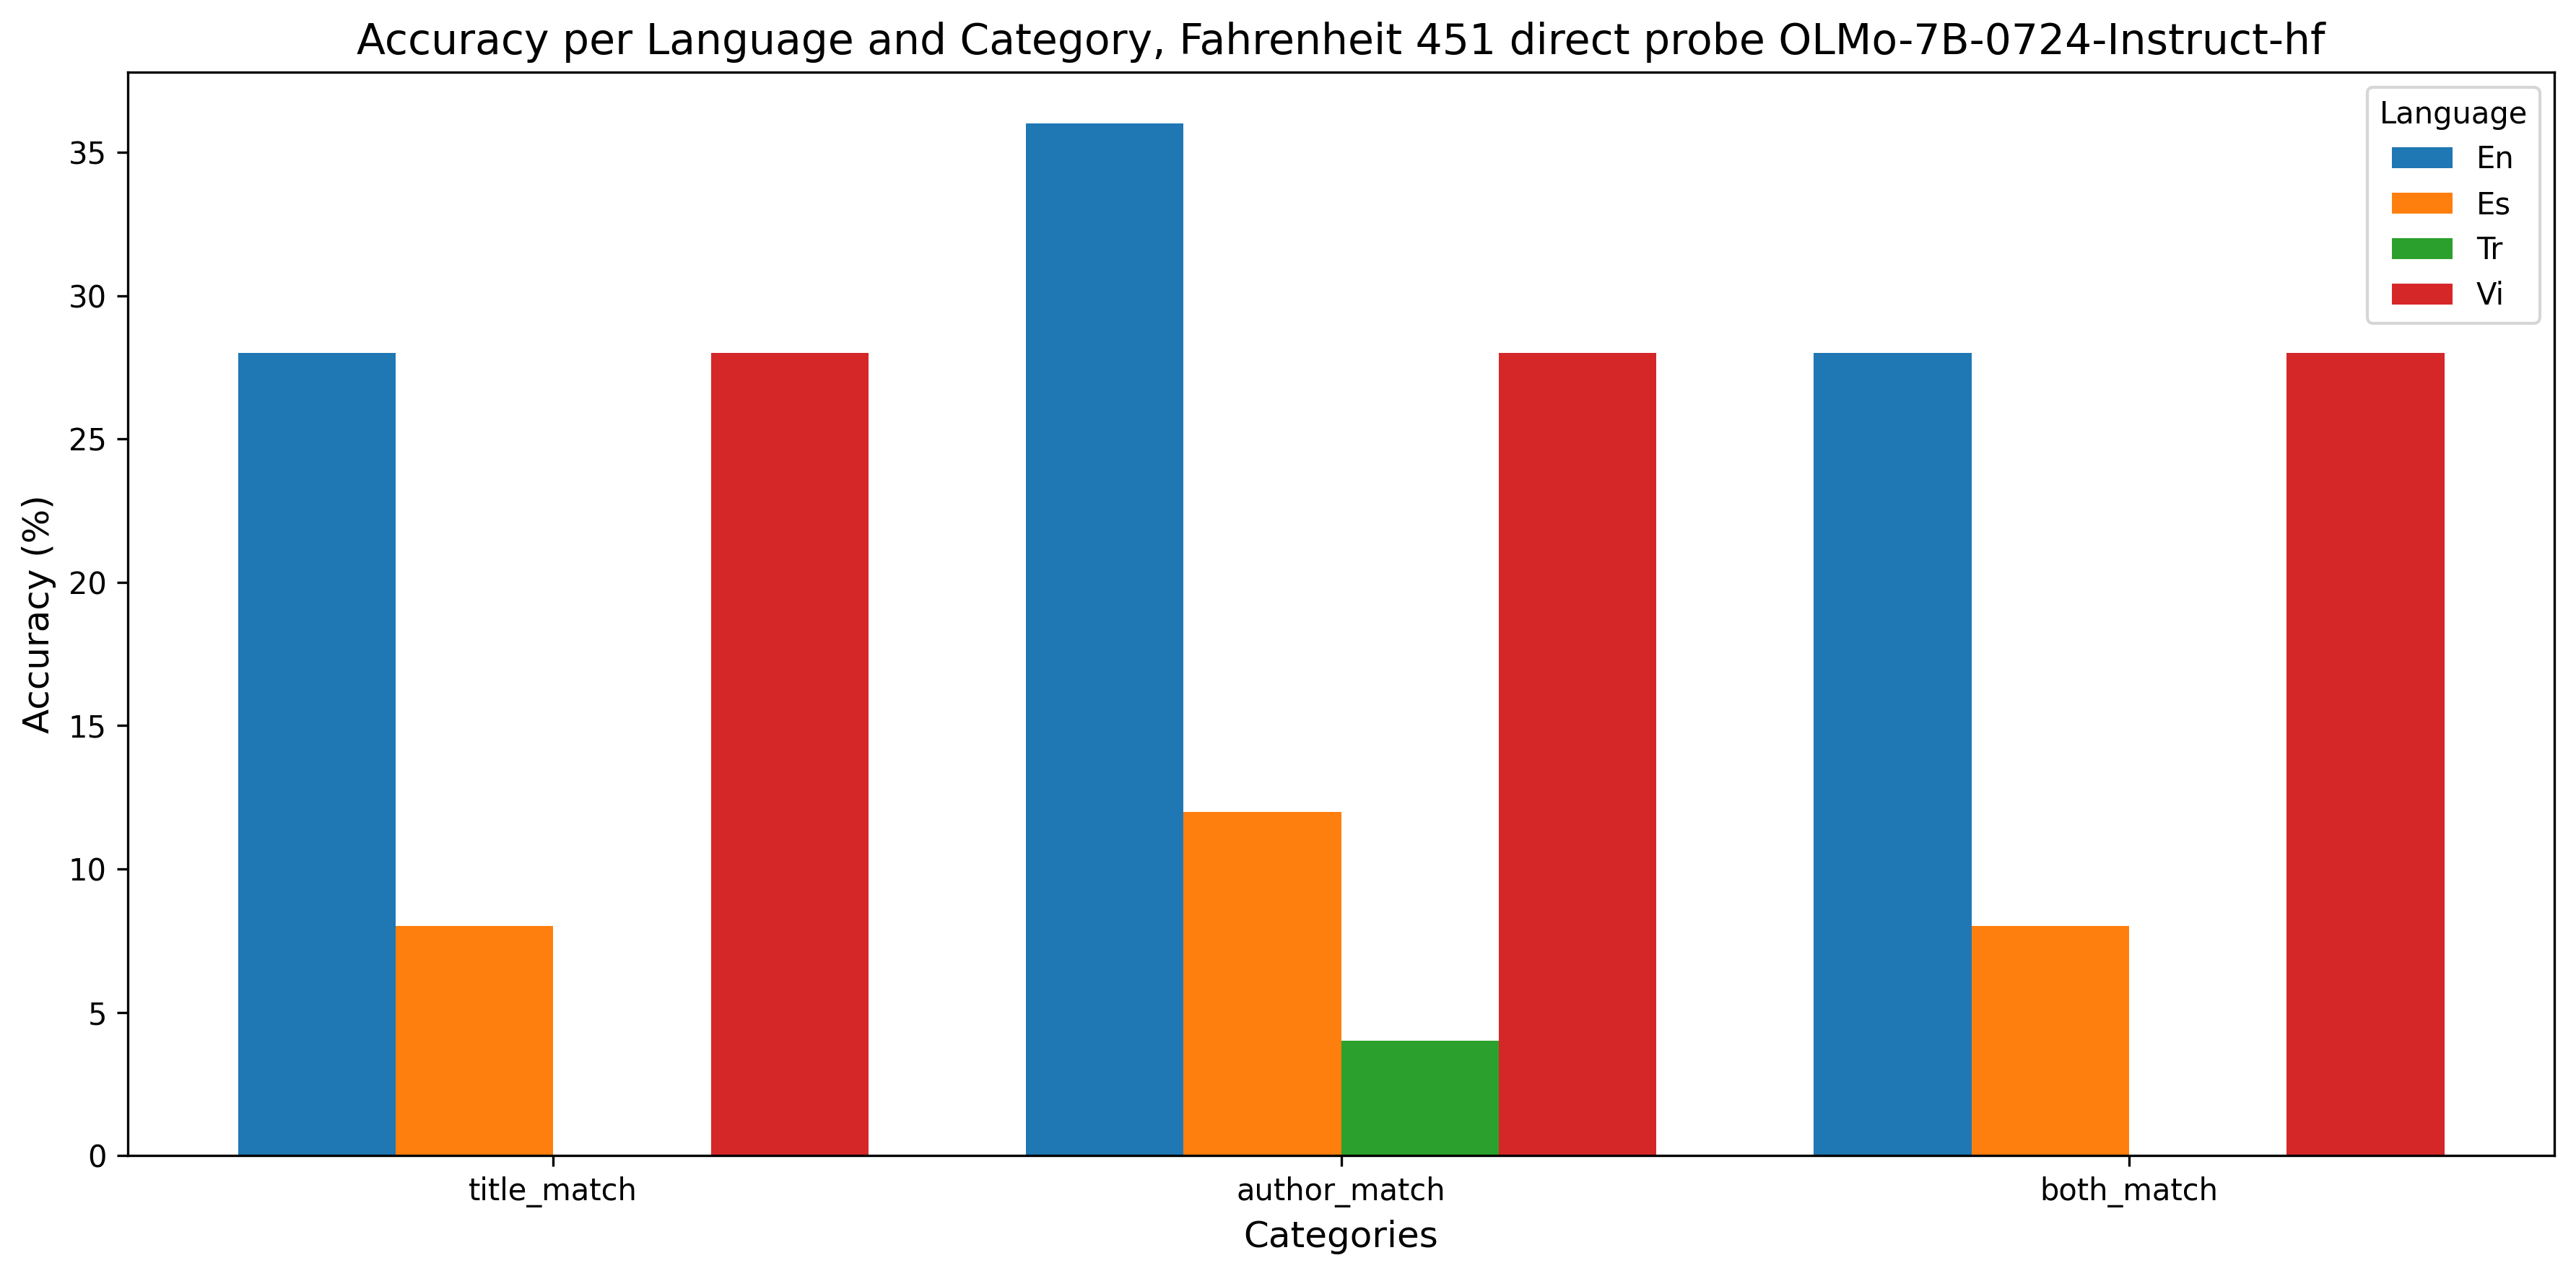 Accuracy per Language and Category, Fahrenheit 451 direct probe OLMo-7B-0724-Instruct-hf
Language
En
Es
Tr
Vi
Accuracy (%)
35
30
25
20
15
10
5
0
title_match
author_match
both_match
Categories